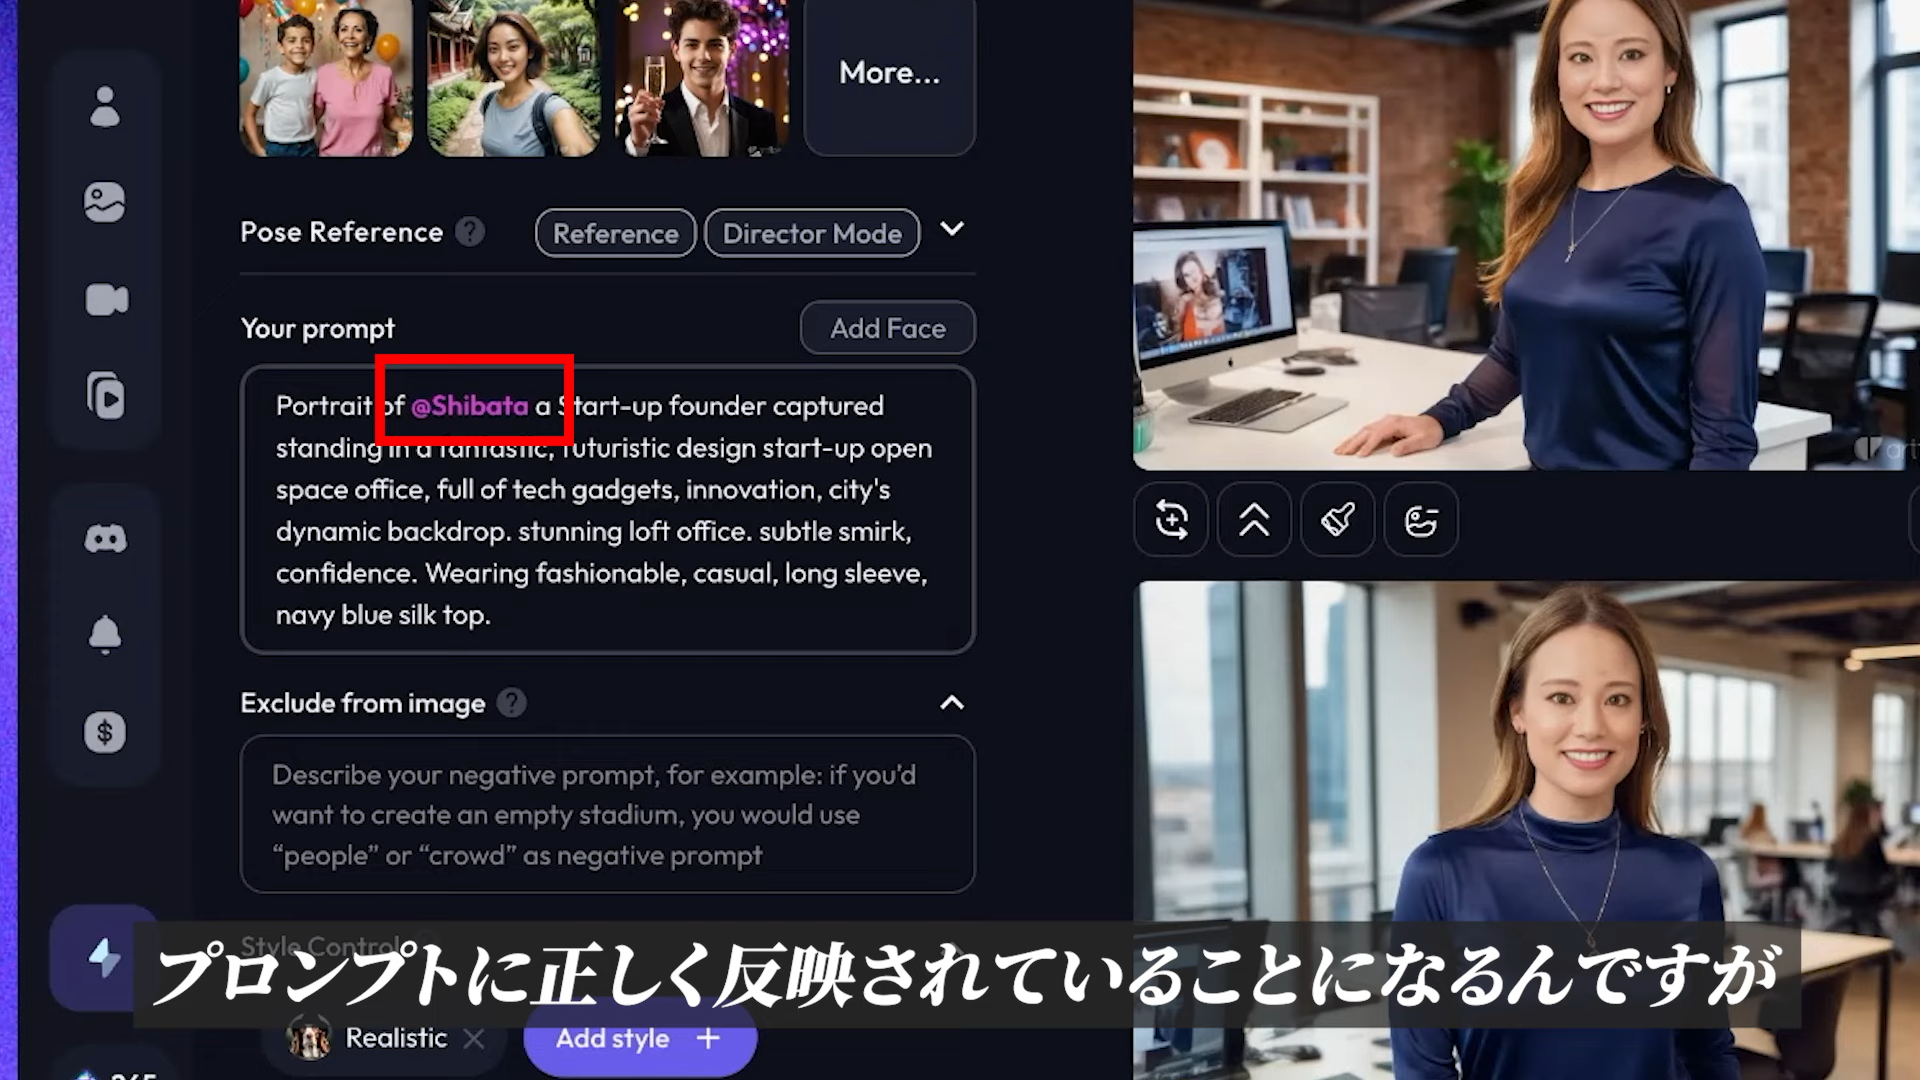 More...
Pose Reference ?
Reference
Director Mode
Your prompt
Add Face
Portrait of @Shibata a Start-up founder captured
standing in a fantastic, futuristic design start-up open
space office, full of tech gadgets, innovation, city's
dynamic backdrop. stunning loft office. subtle smirk,
confidence. Wearing fashionable, casual, long sleeve,
navy blue silk top.
Exclude from image ?
Describe your negative prompt, for example: if you'd
want to create an empty stadium, you would use
“people” or “crowd” as negative prompt
Style Control
プロンプトに正しく反映されていることになるんですが
Realistic
Add style +